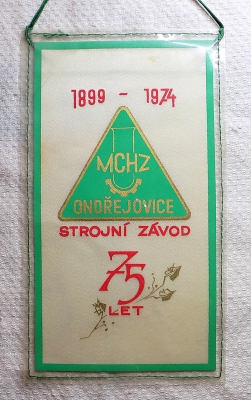 1899 - 1974
MCHZ
ONDŘEJOVICE
STROJNÍ ZÁVOD
75
LET